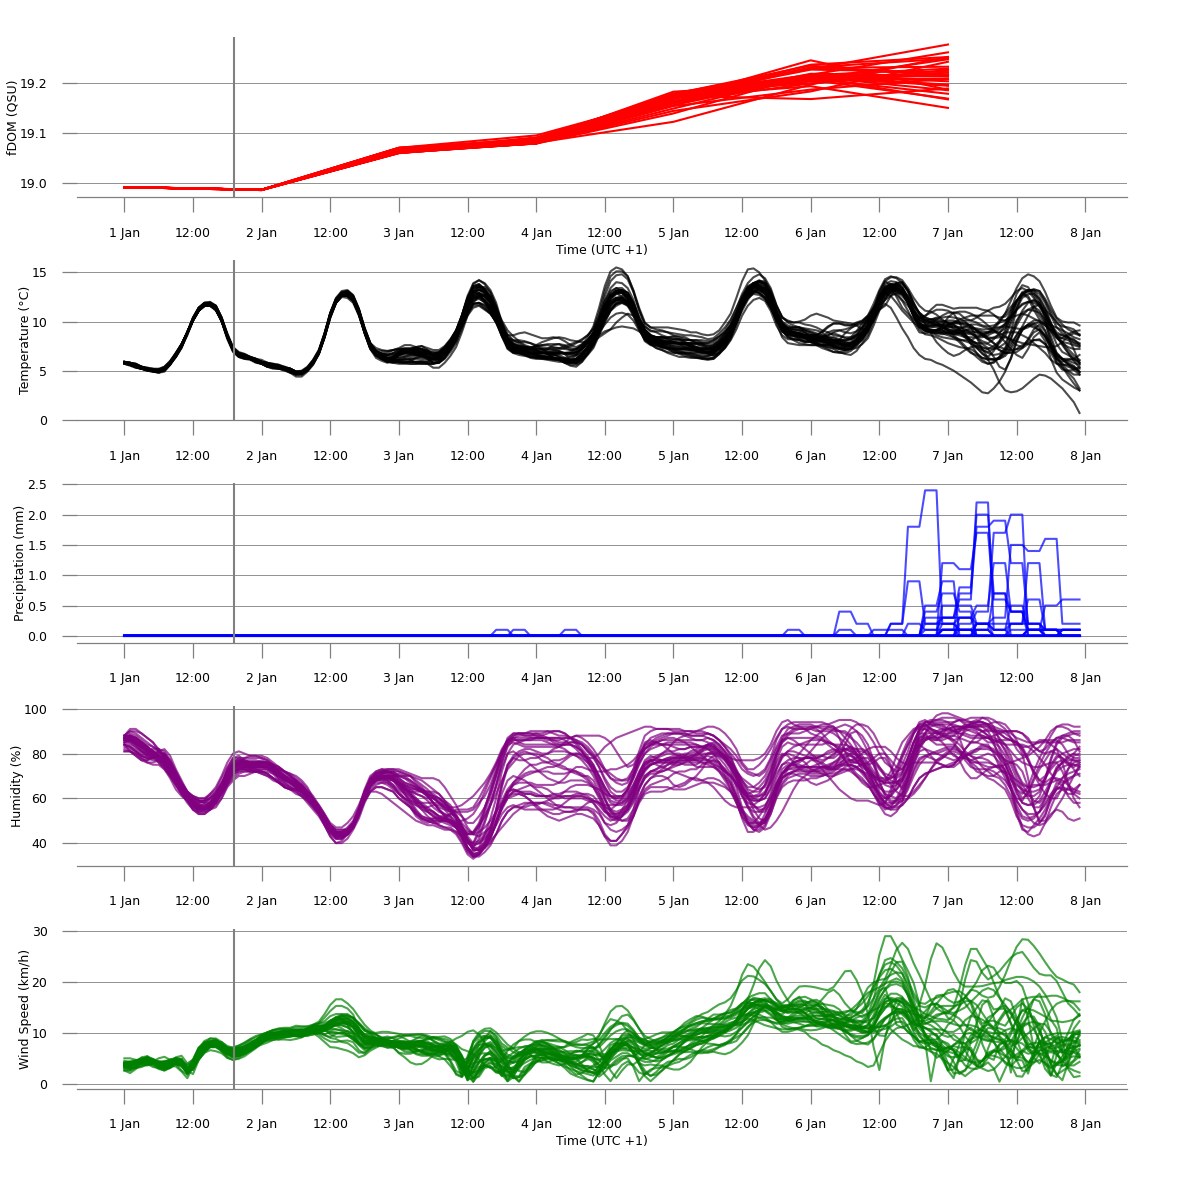 fDOM (QSU)
19.2
19.1
19.0
1 Jan 12:00 2 Jan 12:00 3 Jan 12:00 4 Jan 12:00 5 Jan 12:00 6 Jan 12:00 7 Jan 12:00 8 Jan
Time (UTC +1)
Temperature (°C)
15
10
5
0
1 Jan 12:00 2 Jan 12:00 3 Jan 12:00 4 Jan 12:00 5 Jan 12:00 6 Jan 12:00 7 Jan 12:00 8 Jan
Precipitation (mm)
2.5
2.0
1.5
1.0
0.5
0.0
1 Jan 12:00 2 Jan 12:00 3 Jan 12:00 4 Jan 12:00 5 Jan 12:00 6 Jan 12:00 7 Jan 12:00 8 Jan
Humidity (%)
100
80
60
40
1 Jan 12:00 2 Jan 12:00 3 Jan 12:00 4 Jan 12:00 5 Jan 12:00 6 Jan 12:00 7 Jan 12:00 8 Jan
Wind Speed (km/h)
30
20
10
0
1 Jan 12:00 2 Jan 12:00 3 Jan 12:00 4 Jan 12:00 5 Jan 12:00 6 Jan 12:00 7 Jan 12:00 8 Jan
Time (UTC +1)